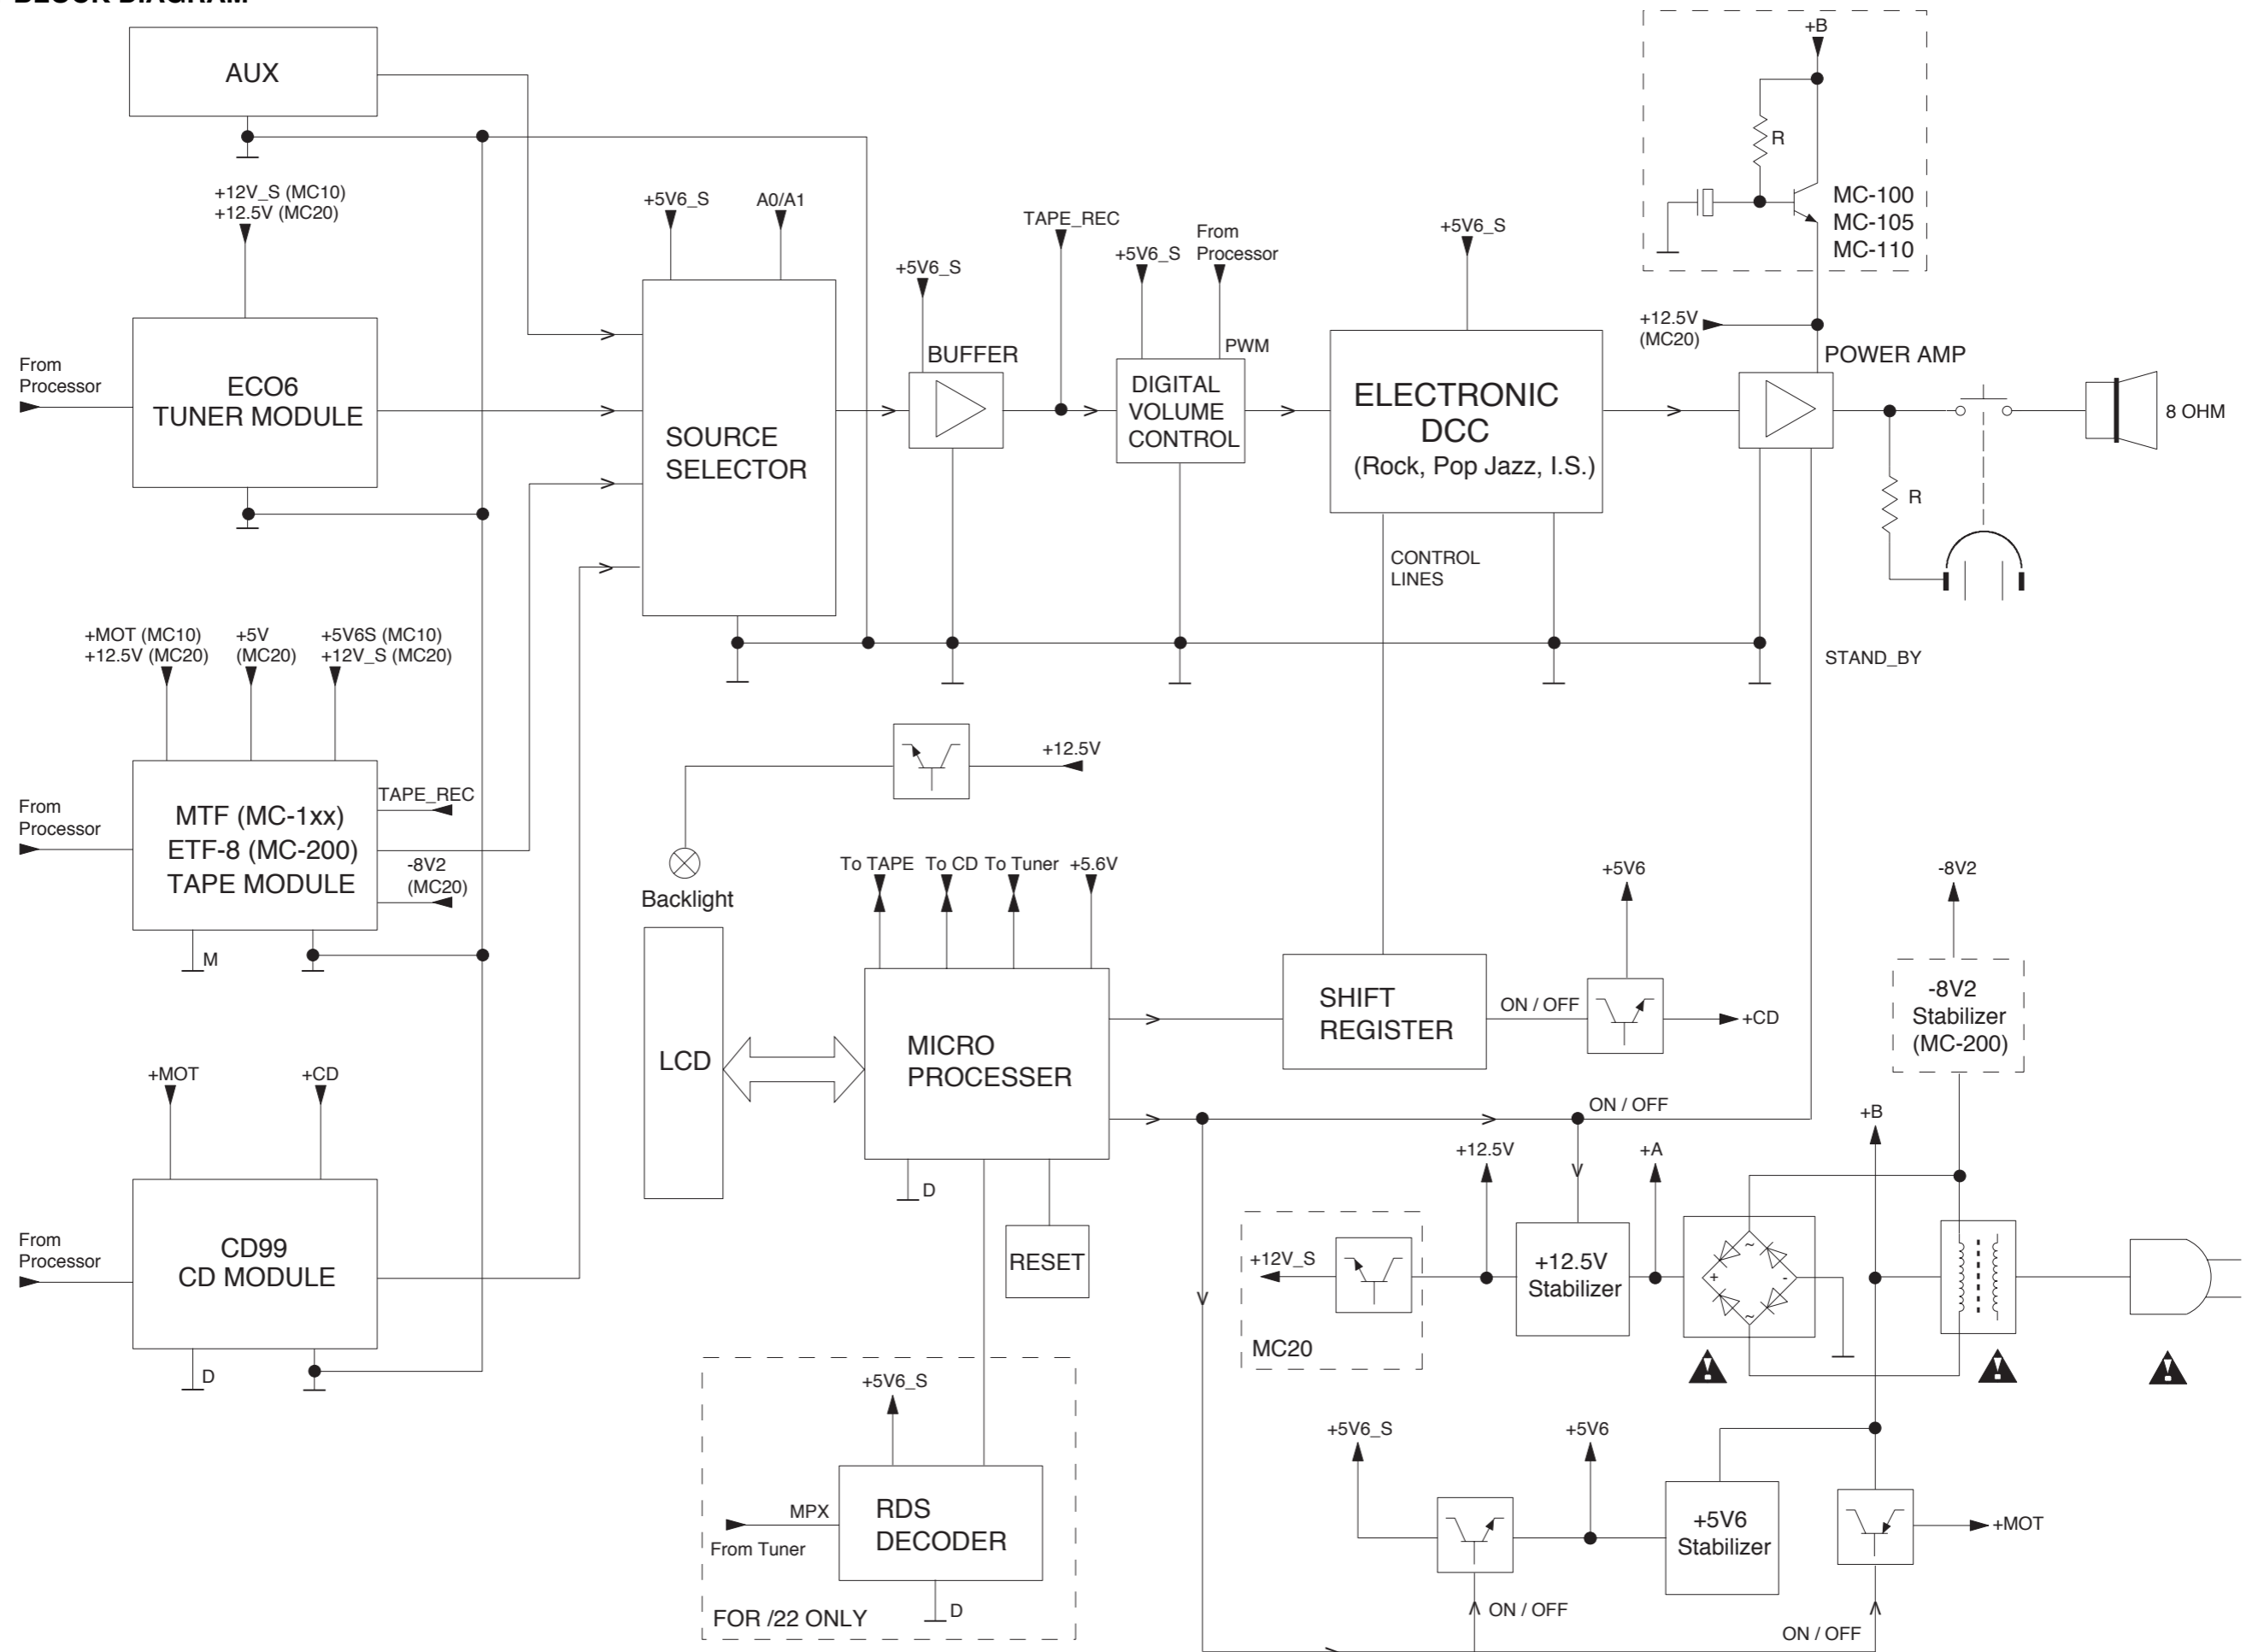 BLOCK DIAGRAM
AUX
+12V_S (MC10)
+12.5V (MC20)
From
Processor
ECO6
TUNER MODULE
+5V6_S
A0/A1
SOURCE
SELECTOR
+5V6_S
BUFFER
TAPE_REC
+5V6_S
From
Processor
PWM
DIGITAL
VOLUME
CONTROL
+5V6_S
ELECTRONIC
DCC
(Rock, Pop Jazz, I.S.)
+B
R
MC-100
MC-105
MC-110
+12.5V
(MC20)
POWER AMP
8 OHM
R
CONTROL
LINES
STAND_BY
+MOT (MC10)
+12.5V (MC20)
+5V
(MC20)
+5V6S (MC10)
+12V_S (MC20)
From
Processor
MTF (MC-1xx)
ETF-8 (MC-200)
TAPE MODULE
TAPE_REC
-8V2
(MC20)
M
+12.5V
Backlight
To TAPE
To CD
To Tuner
+5.6V
LCD
MICRO
PROCESSER
D
RESET
SHIFT
REGISTER
ON / OFF
+5V6
+CD
-8V2
-8V2
Stabilizer
(MC-200)
ON / OFF
+B
+MOT
+CD
From
Processor
CD99
CD MODULE
D
+12.5V
+A
+12V_S
MC20
+12.5V
Stabilizer
~
+
-
~
+5V6_S
MPX
From Tuner
RDS
DECODER
D
FOR /22 ONLY
+5V6_S
+5V6
+5V6
Stabilizer
+MOT
ON / OFF
ON / OFF